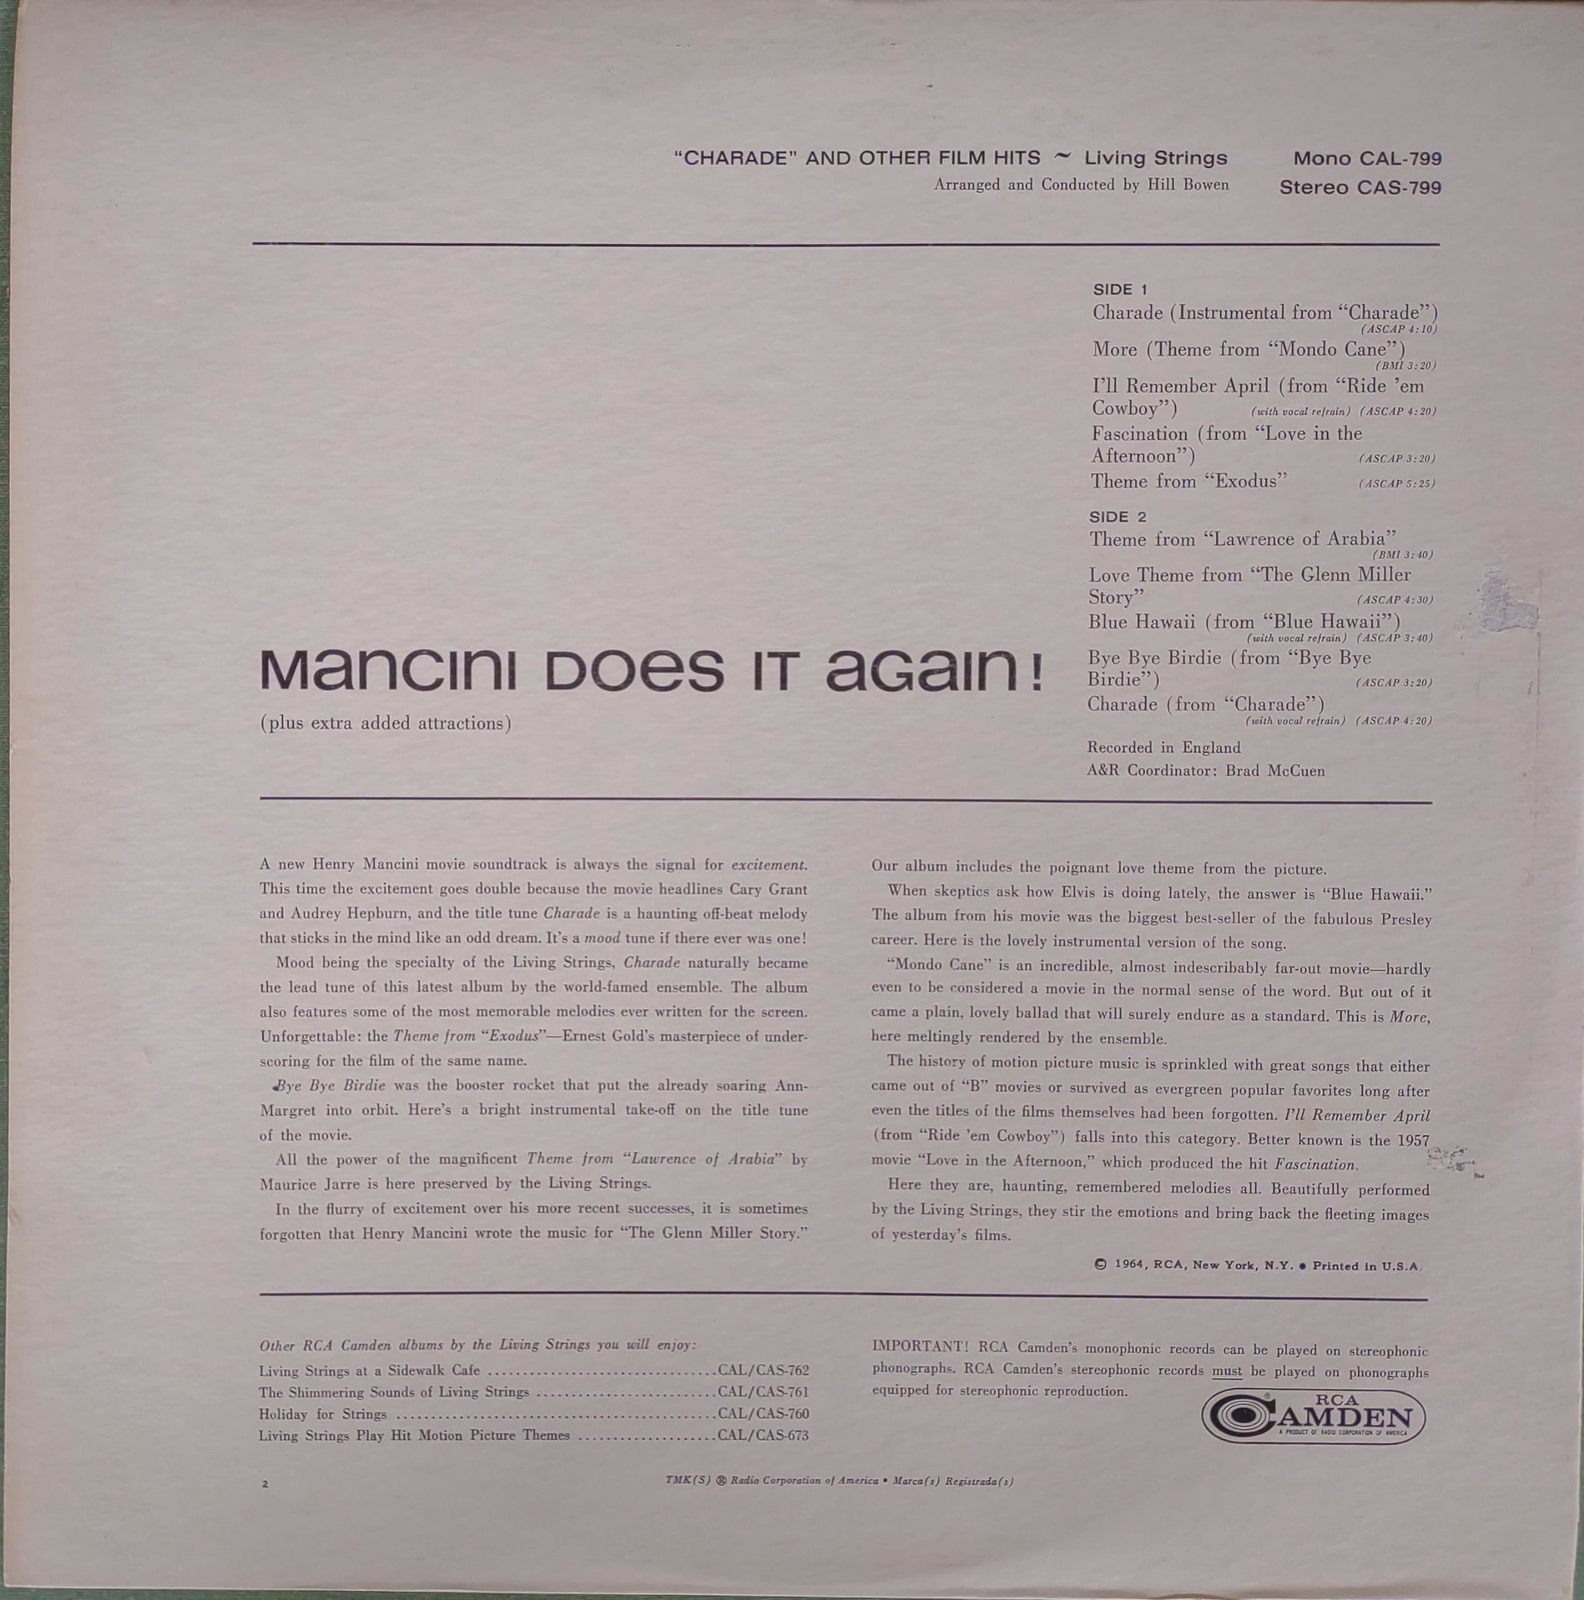 "CHARADE" AND OTHER FILM HITS ~ Living Strings Mono CAL-799
Arranged and Conducted by Hill Bowen Stereo CAS-799
SIDE 1
Charade (Instrumental from "Charade")
(ASCAP 4:10)
More (Theme from "Mondo Cane")
(BMI 3:20)
I'll Remember April (from "Ride 'em
Cowboy") (with vocal refrain) (ASCAP 4:20)
Fascination (from "Love in the
Afternoon") (ASCAP 3:20)
Theme from "Exodus" (ASCAP 5:25)
SIDE 2
Theme from "Lawrence of Arabia"
(BMI 3:40)
Love Theme from "The Glenn Miller
Story" (ASCAP 4:30)
Blue Hawaii (from "Blue Hawaii")
(with vocal refrain) (ASCAP 3:40)
Bye Bye Birdie (from "Bye Bye
Birdie") (ASCAP 3:20)
Charade (from "Charade")
(with vocal refrain) (ASCAP 4:20)
Recorded in England
A&R Coordinator: Brad McCuen
Mancini Does It Again!
(plus extra added attractions)
A new Henry Mancini movie soundtrack is always the signal for excitement.
This time the excitement goes double because the movie headlines Cary Grant
and Audrey Hepburn, and the title tune Charade is a haunting off-beat melody
that sticks in the mind like an odd dream. It's a mood tune if there ever was one!
Mood being the specialty of the Living Strings, Charade naturally became
the lead tune of this latest album by the world-famed ensemble. The album
also features some of the most memorable melodies ever written for the screen.
Unforgettable: the Theme from "Exodus"—Ernest Gold's masterpiece of under-
scoring for the film of the same name.
Bye Bye Birdie was the booster rocket that put the already soaring Ann-
Margret into orbit. Here's a bright instrumental take-off on the title tune
of the movie.
All the power of the magnificent Theme from "Lawrence of Arabia" by
Maurice Jarre is here preserved by the Living Strings.
In the flurry of excitement over his more recent successes, it is sometimes
forgotten that Henry Mancini wrote the music for "The Glenn Miller Story."
Our album includes the poignant love theme from the picture.
When skeptics ask how Elvis is doing lately, the answer is "Blue Hawaii."
The album from his movie was the biggest best-seller of the fabulous Presley
career. Here is the lovely instrumental version of the song.
"Mondo Cane" is an incredible, almost indescribably far-out movie—hardly
even to be considered a movie in the normal sense of the word. But out of it
came a plain, lovely ballad that will surely endure as a standard. This is More,
here meltingly rendered by the ensemble.
The history of motion picture music is sprinkled with great songs that either
came out of "B" movies or survived as evergreen popular favorites long after
even the titles of the films themselves had been forgotten. I'll Remember April
(from "Ride 'em Cowboy") falls into this category. Better known is the 1957
movie "Love in the Afternoon," which produced the hit Fascination.
Here they are, haunting, remembered melodies all. Beautifully performed
by the Living Strings, they stir the emotions and bring back the fleeting images
of yesterday's films.
© 1964, RCA, New York, N.Y. • Printed in U.S.A.
Other RCA Camden albums by the Living Strings you will enjoy:
Living Strings at a Sidewalk Cafe ................................CAL/CAS-762
The Shimmering Sounds of Living Strings .........................CAL/CAS-761
Holiday for Strings .............................................CAL/CAS-760
Living Strings Play Hit Motion Picture Themes ...................CAL/CAS-673
IMPORTANT! RCA Camden's monophonic records can be played on stereophonic
phonographs. RCA Camden's stereophonic records must be played on phonographs
equipped for stereophonic reproduction.
RCA
CAMDEN ®
A PRODUCT OF RADIO CORPORATION OF AMERICA
2
TMK(S) ® Radio Corporation of America • Marca(s) Registrada(s)